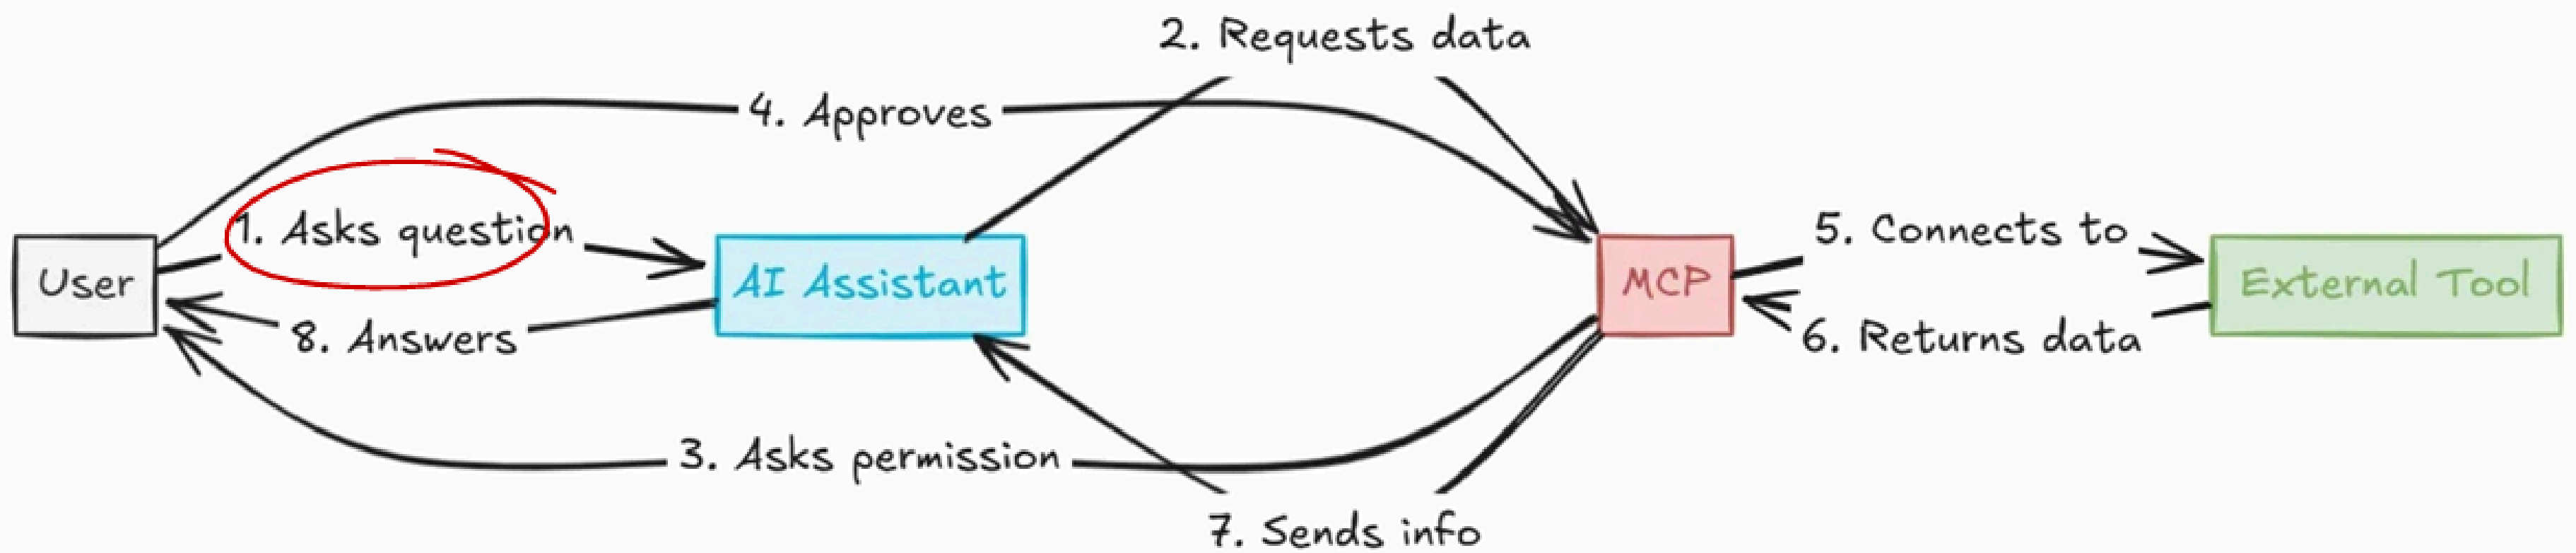 2. Requests data
4. Approves
1. Asks question
5. Connects to
User
AI Assistant
MCP
External Tool
8. Answers
6. Returns data
3. Asks permission
7. Sends info